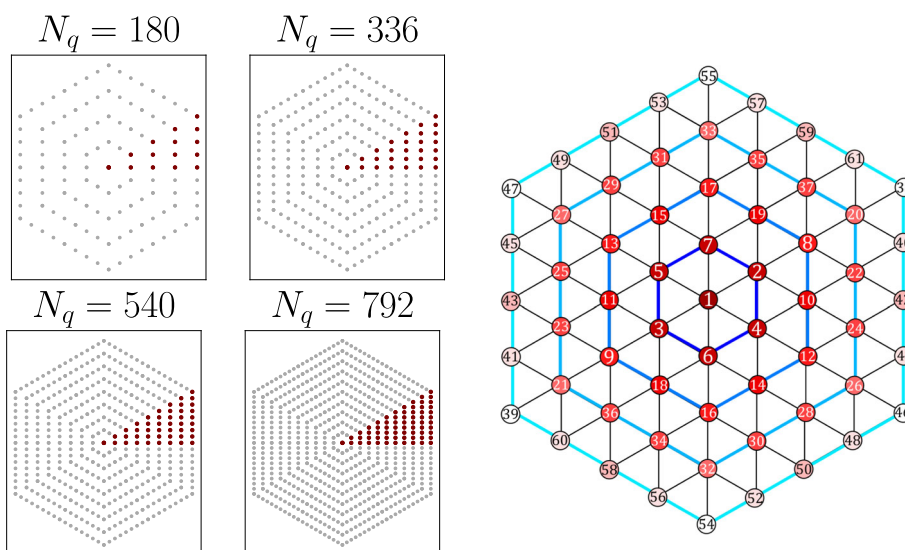 N_q = 180
N_q = 336
N_q = 540
N_q = 792
55
53 57
51 33 59
49 31 35 61
47 29 17 37
27 15 19 20
45 13 7 8
25 5 2 22
43 11 1 10
23 3 4 24
41 9 6 12
21 18 14 26
39 36 16 28
60 34 30 48
58 32 50
56 52
54